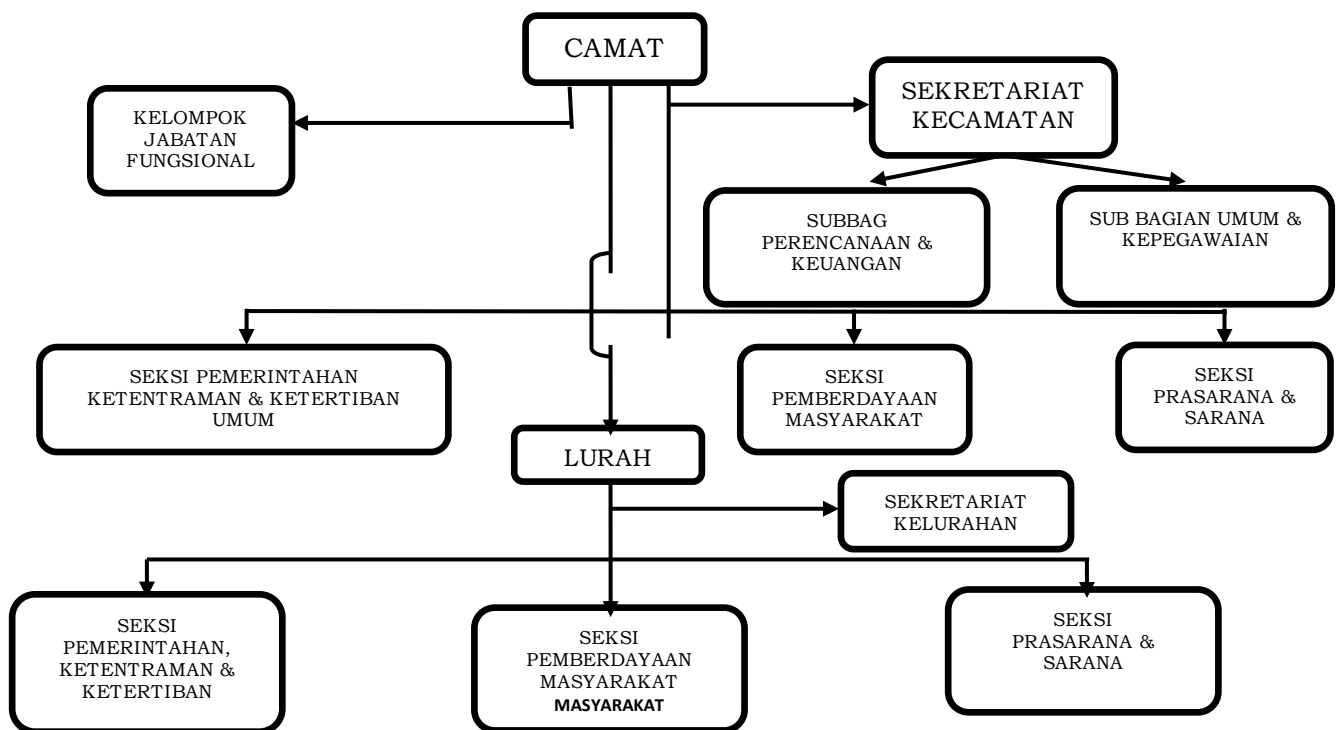 CAMAT
SEKRETARIAT
KECAMATAN
KELOMPOK
JABATAN
FUNGSIONAL
SUBBAG
PERENCANAAN &
KEUANGAN
SUB BAGIAN UMUM &
KEPEGAWAIAN
SEKSI PEMERINTAHAN
KETENTRAMAN & KETERTIBAN
UMUM
SEKSI
PEMBERDAYAAN
MASYARAKAT
SEKSI
PRASARANA &
SARANA
LURAH
SEKRETARIAT
KELURAHAN
SEKSI
PEMERINTAHAN,
KETENTRAMAN &
KETERTIBAN
SEKSI
PEMBERDAYAAN
MASYARAKAT
MASYARAKAT
SEKSI
PRASARANA &
SARANA